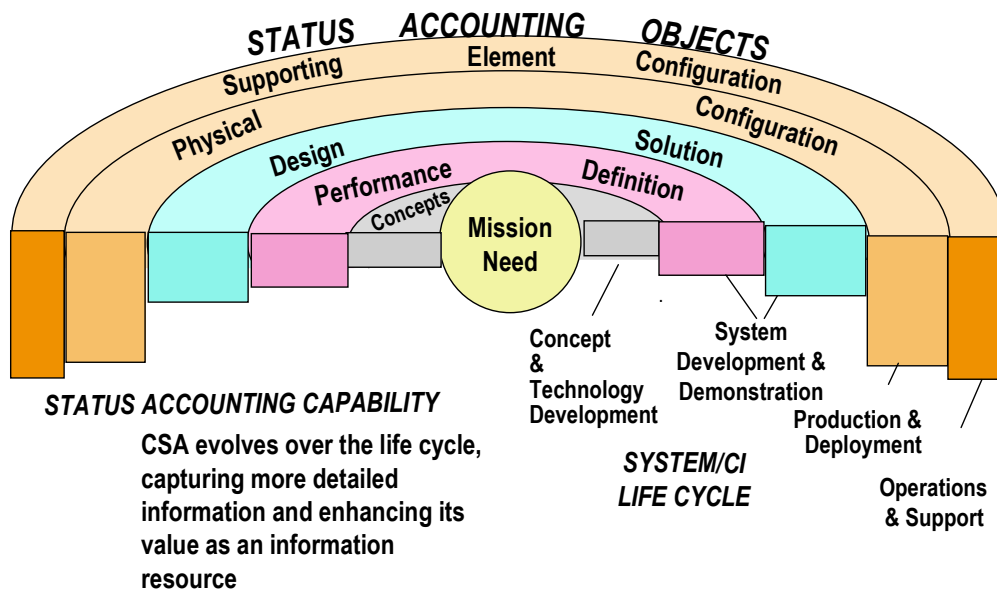 STATUS ACCOUNTING OBJECTS
Supporting Element Configuration
Physical Configuration
Design Solution
Performance Definition
Concepts
Mission
Need
Concept
&
Technology
Development
System
Development &
Demonstration
Production &
Deployment
Operations
& Support
STATUS ACCOUNTING CAPABILITY
CSA evolves over the life cycle,
capturing more detailed
information and enhancing its
value as an information
resource
SYSTEM/CI
LIFE CYCLE